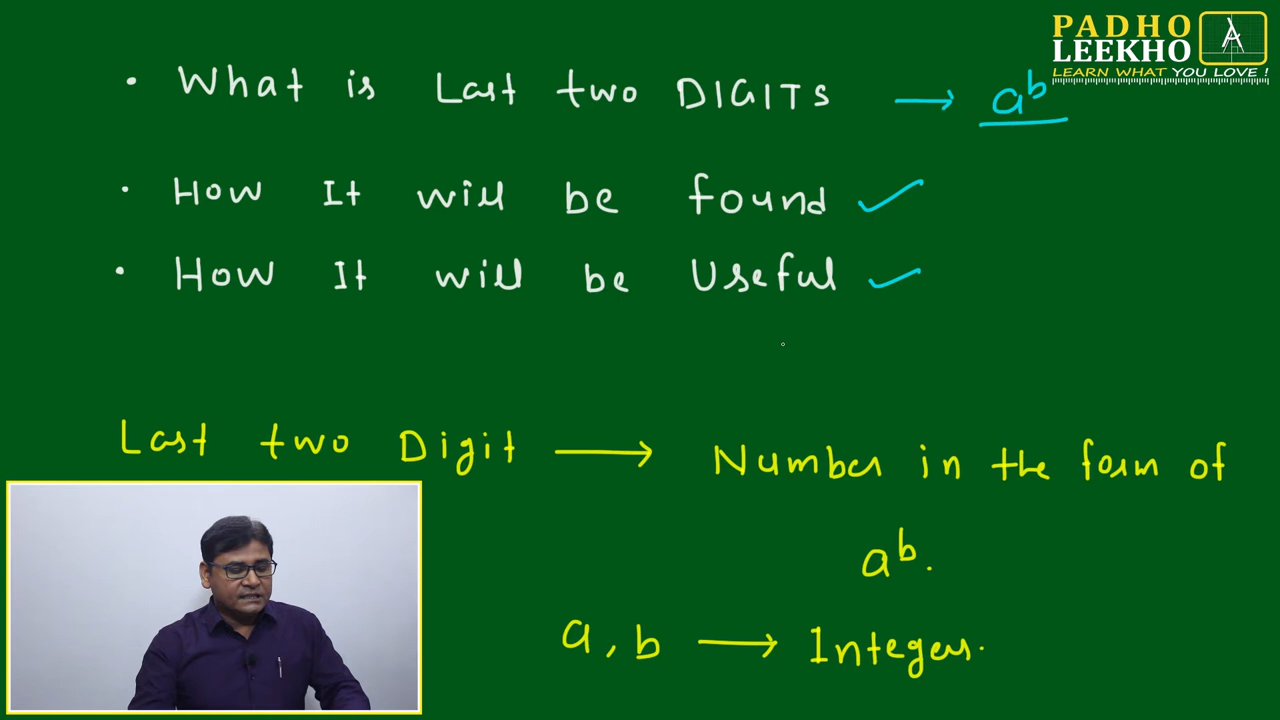 PADHO
LEEKHO
LEARN WHAT YOU LOVE !
• What is Last two DIGITS → a^b
• How It will be found ✓
• How It will be Useful ✓
Last two Digit → Number in the form of
a^b.
a, b → Integers.